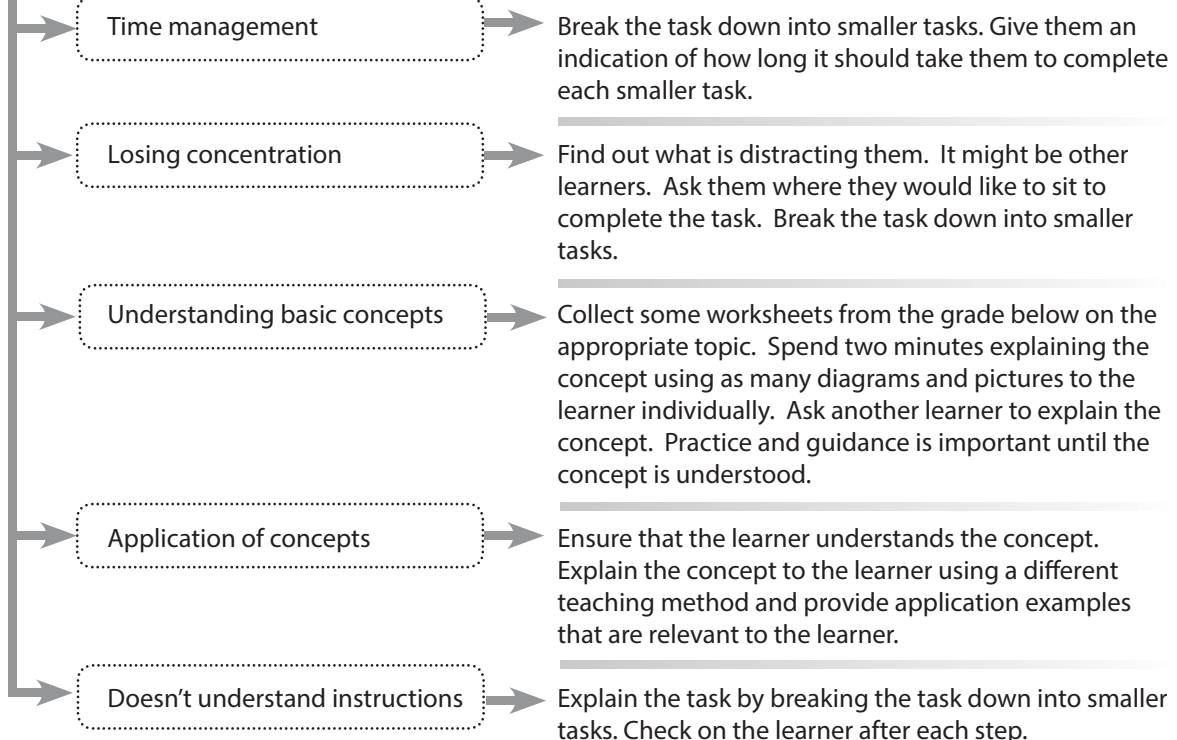 Time management
Break the task down into smaller tasks. Give them an
indication of how long it should take them to complete
each smaller task.
Losing concentration
Find out what is distracting them.  It might be other
learners.  Ask them where they would like to sit to
complete the task.  Break the task down into smaller
tasks.
Understanding basic concepts
Collect some worksheets from the grade below on the
appropriate topic.  Spend two minutes explaining the
concept using as many diagrams and pictures to the
learner individually.  Ask another learner to explain the
concept.  Practice and guidance is important until the
concept is understood.
Application of concepts
Ensure that the learner understands the concept.
Explain the concept to the learner using a different
teaching method and provide application examples
that are relevant to the learner.
Doesn’t understand instructions
Explain the task by breaking the task down into smaller
tasks. Check on the learner after each step.